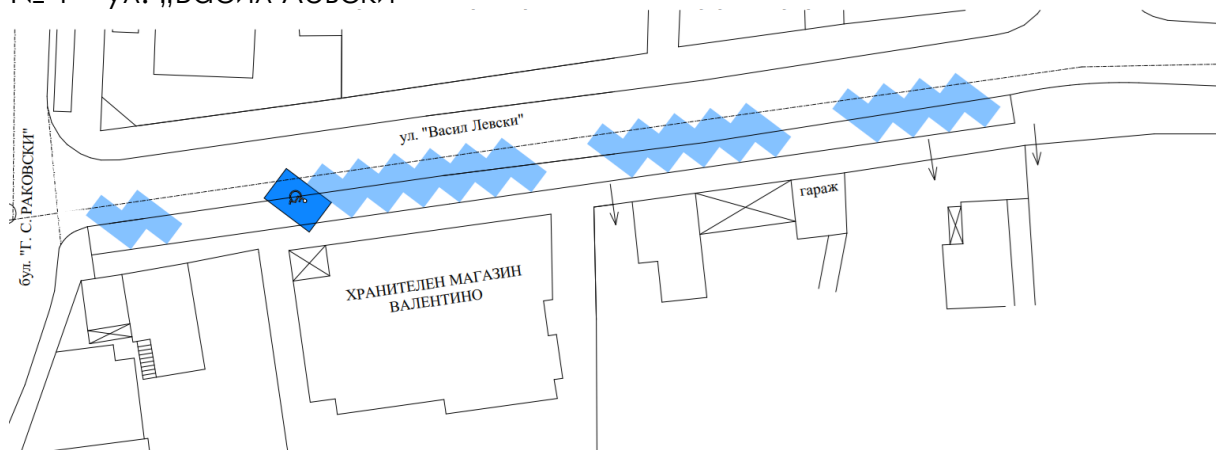 ул. "Васил Левски"
бул. "Г. С. РАКОВСКИ"
гараж
ХРАНИТЕЛЕН МАГАЗИН
ВАЛЕНТИНО